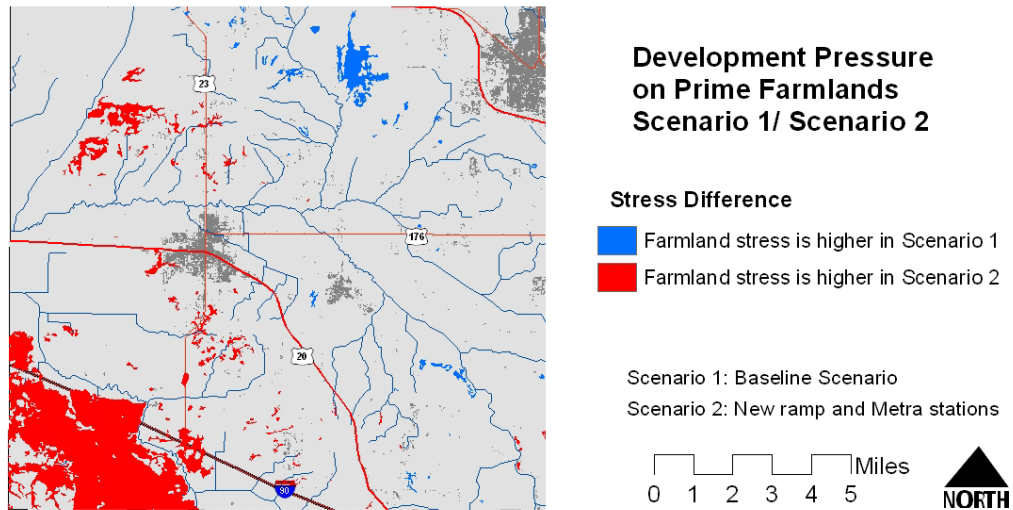 Development Pressure
on Prime Farmlands
Scenario 1/ Scenario 2
Stress Difference
Farmland stress is higher in Scenario 1
Farmland stress is higher in Scenario 2
Scenario 1: Baseline Scenario
Scenario 2: New ramp and Metra stations
Miles
0 1 2 3 4 5
NORTH
23
176
20
90